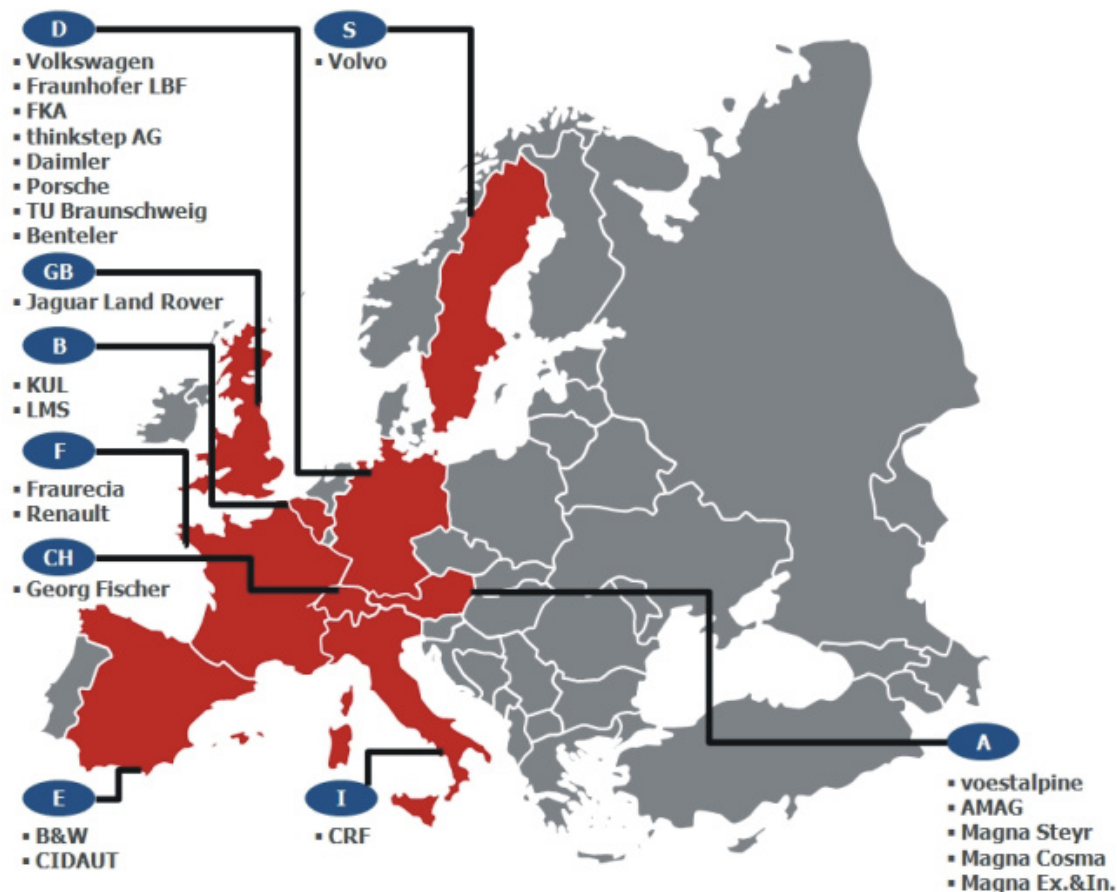 D
▪ Volkswagen
▪ Fraunhofer LBF
▪ FKA
▪ thinkstep AG
▪ Daimler
▪ Porsche
▪ TU Braunschweig
▪ Benteler
S
▪ Volvo
GB
▪ Jaguar Land Rover
B
▪ KUL
▪ LMS
F
▪ Fraurecia
▪ Renault
CH
▪ Georg Fischer
E
▪ B&W
▪ CIDAUT
I
▪ CRF
A
▪ voestalpine
▪ AMAG
▪ Magna Steyr
▪ Magna Cosma
▪ Magna Ex.&In.